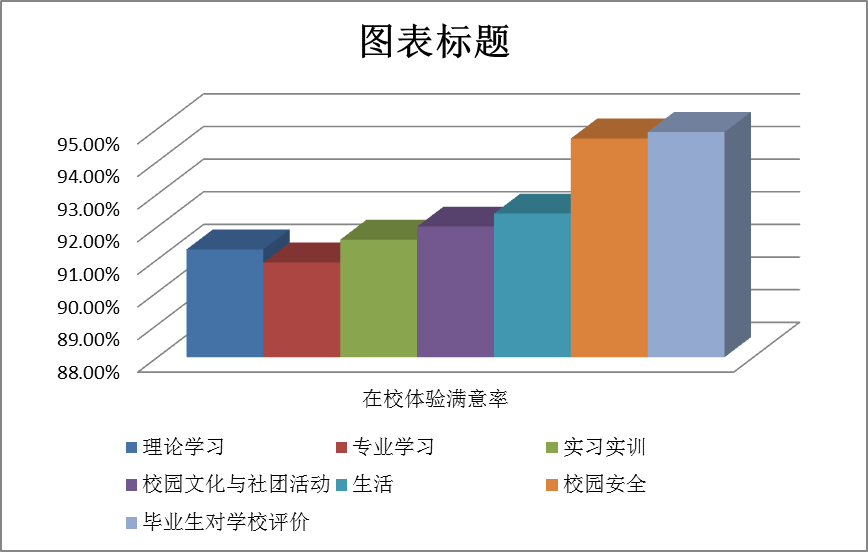 图表标题
95.00%
94.00%
93.00%
92.00%
91.00%
90.00%
89.00%
88.00%
在校体验满意率
理论学习 专业学习 实习实训
校园文化与社团活动 生活 校园安全
毕业生对学校评价